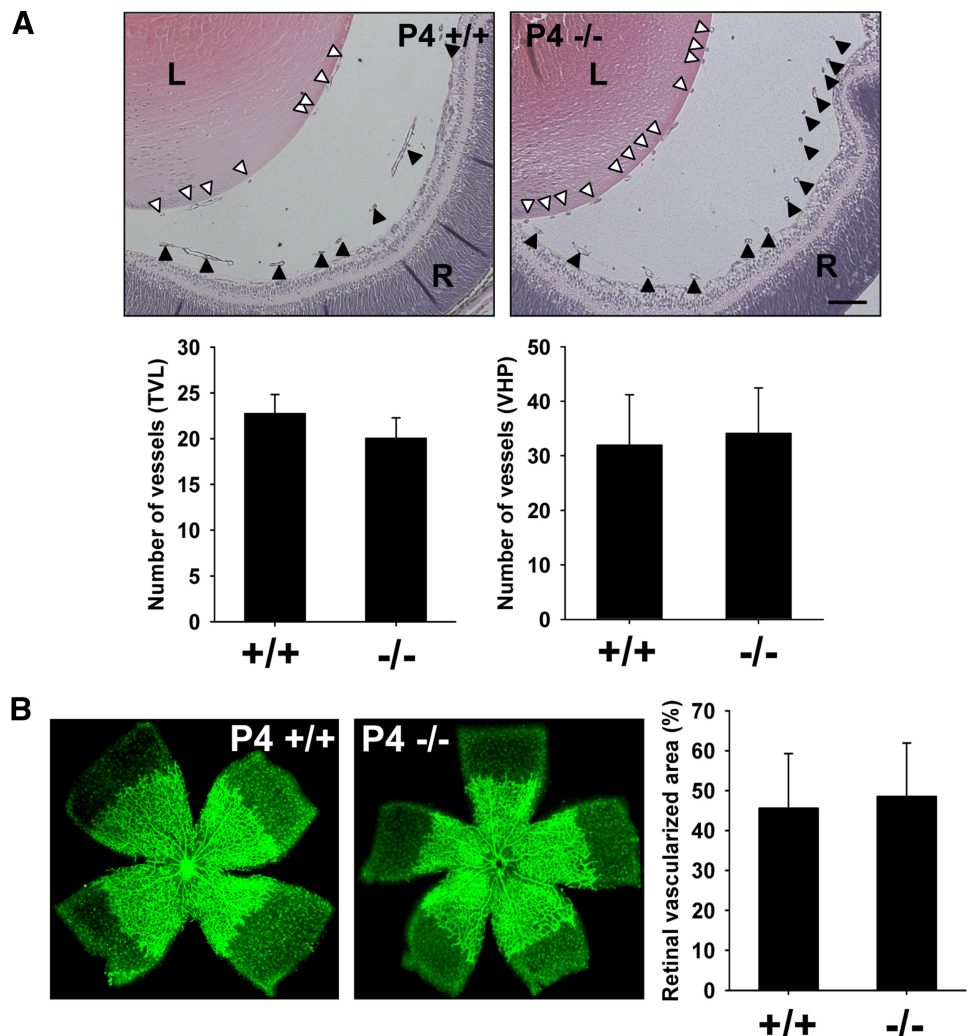 A
P4 +/+
P4 -/-
L
L
R
R
Number of vessels (TVL)
30
25
20
15
10
5
0
+/+
-/-
Number of vessels (VHP)
50
40
30
20
10
0
+/+
-/-
B
P4 +/+
P4 -/-
Retinal vascularized area (%)
70
60
50
40
30
20
10
0
+/+
-/-